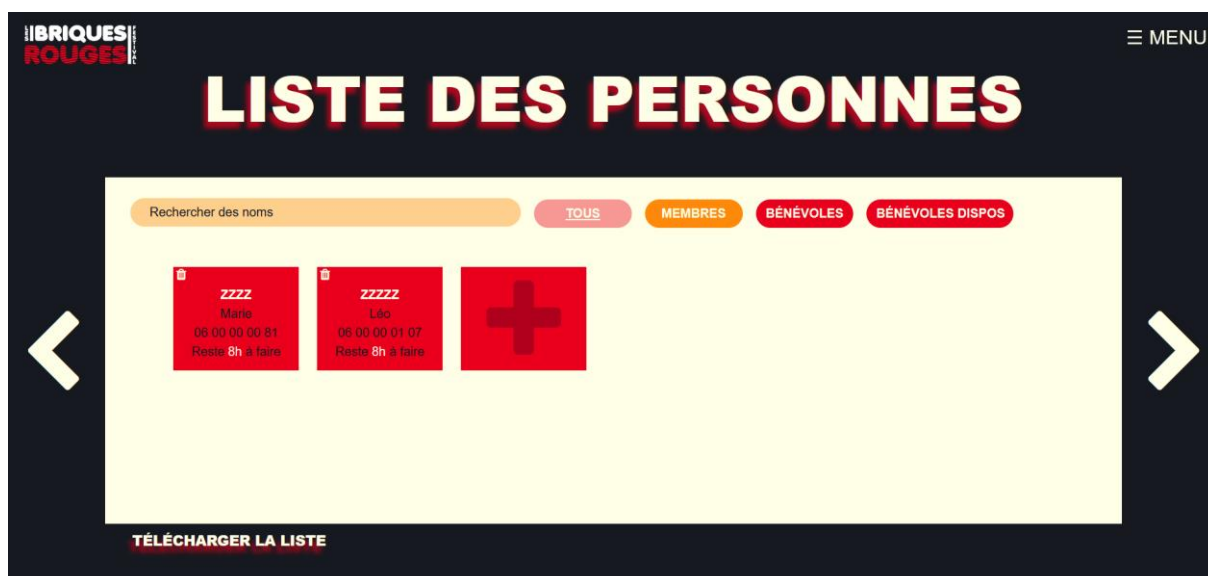 LES BRIQUES ROUGES FESTIVAL
☰ MENU
LISTE DES PERSONNES
Rechercher des noms
TOUS
MEMBRES
BÉNÉVOLES
BÉNÉVOLES DISPOS
ZZZZ
Marie
06 00 00 00 81
Reste 8h à faire
ZZZZZ
Léo
06 00 00 01 07
Reste 8h à faire
TÉLÉCHARGER LA LISTE